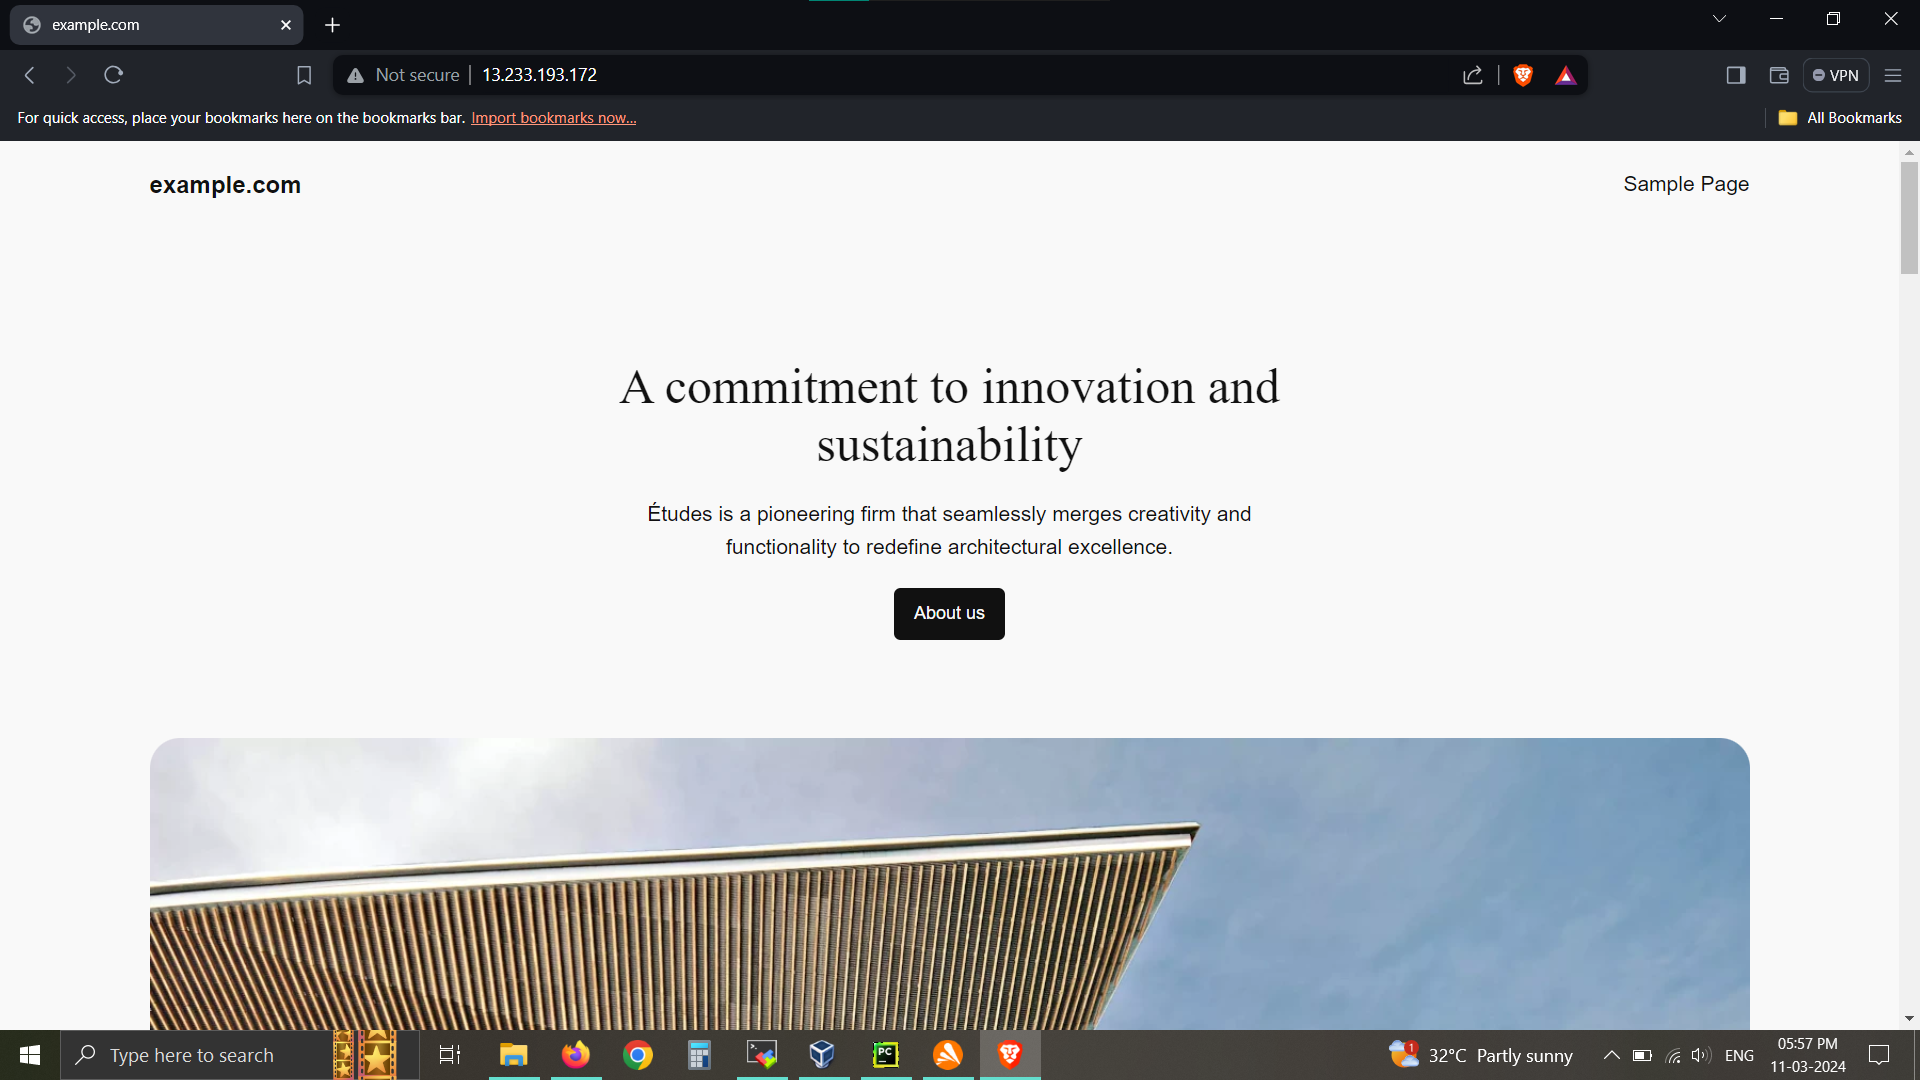 example.com
Not secure
13.233.193.172
VPN
For quick access, place your bookmarks here on the bookmarks bar. Import bookmarks now...
All Bookmarks
example.com
Sample Page
A commitment to innovation and
sustainability
Études is a pioneering firm that seamlessly merges creativity and
functionality to redefine architectural excellence.
About us
Type here to search
PC
1
32°C Partly sunny
ENG
05:57 PM
11-03-2024